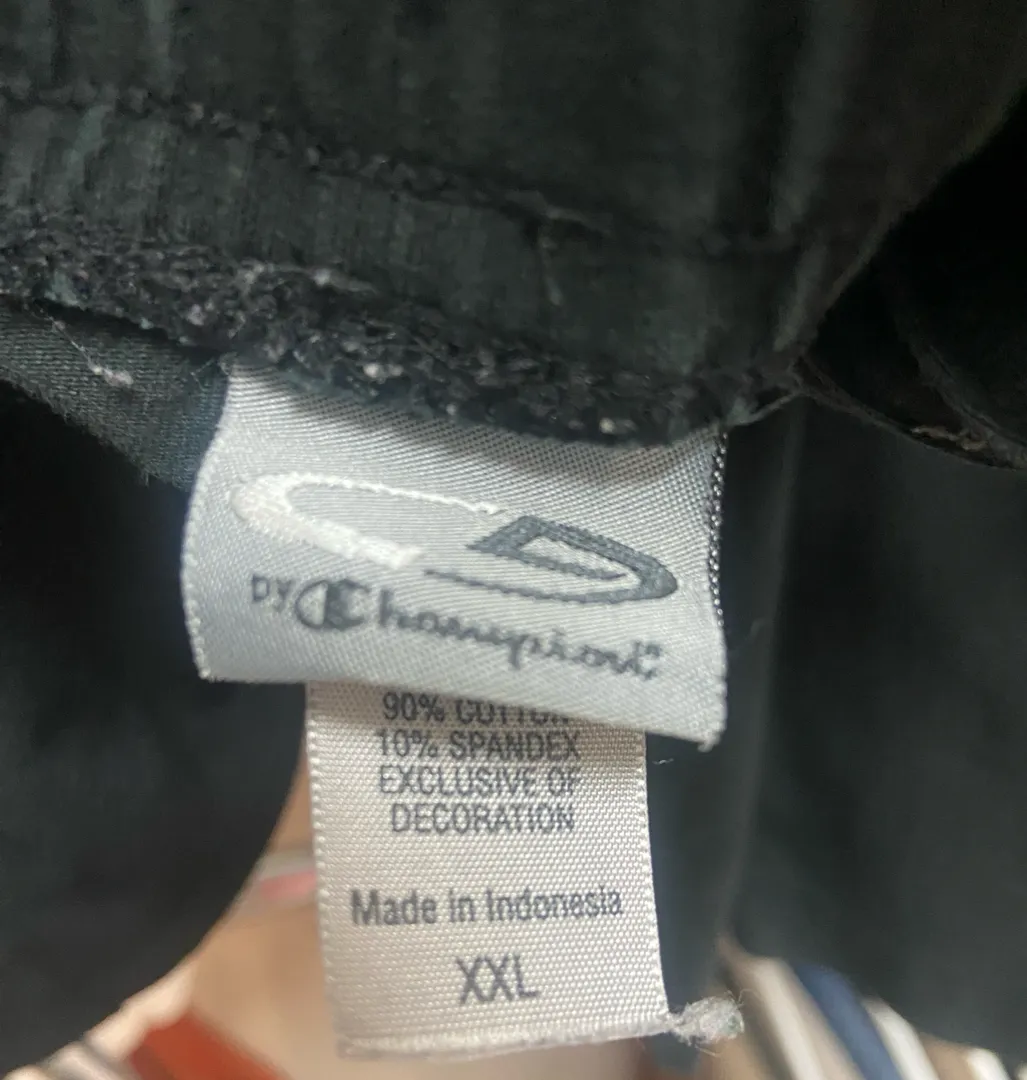 by Champion
90% COTTON
10% SPANDEX
EXCLUSIVE OF
DECORATION
Made in Indonesia
XXL